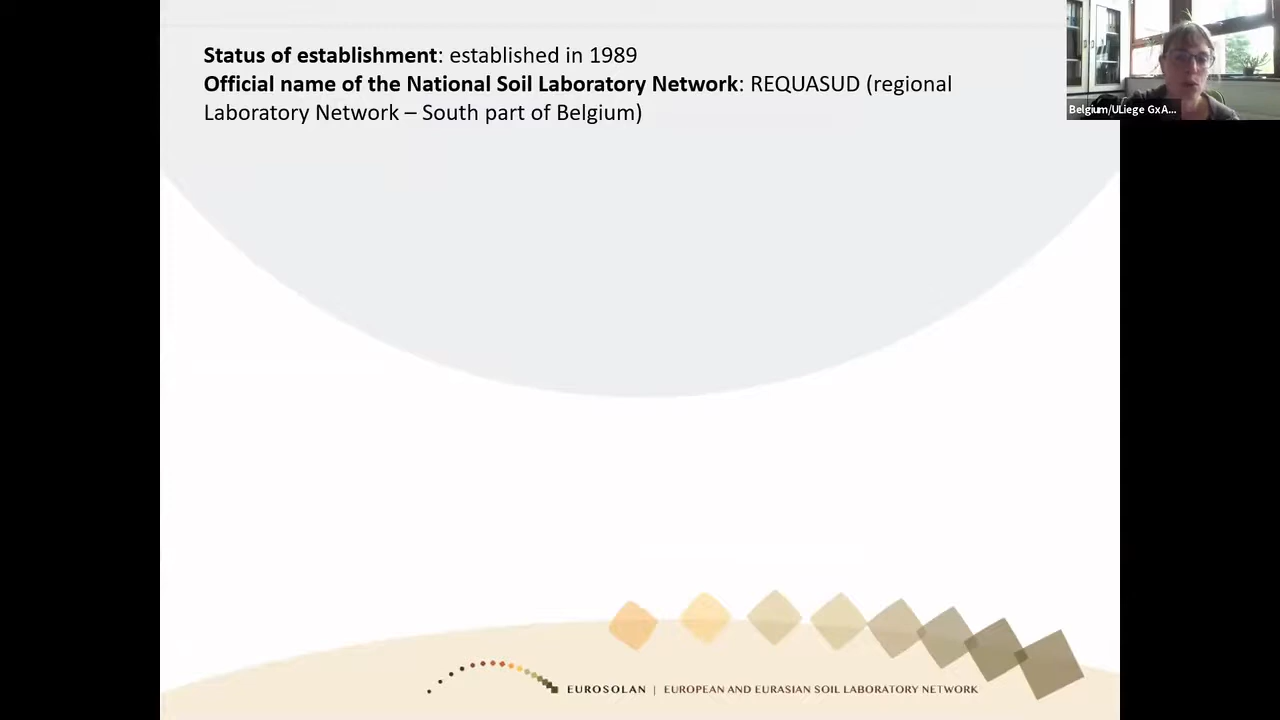 Status of establishment: established in 1989
Official name of the National Soil Laboratory Network: REQUASUD (regional
Laboratory Network – South part of Belgium)
Belgium/ULiege GxA...
EUROSOLAN | EUROPEAN AND EURASIAN SOIL LABORATORY NETWORK